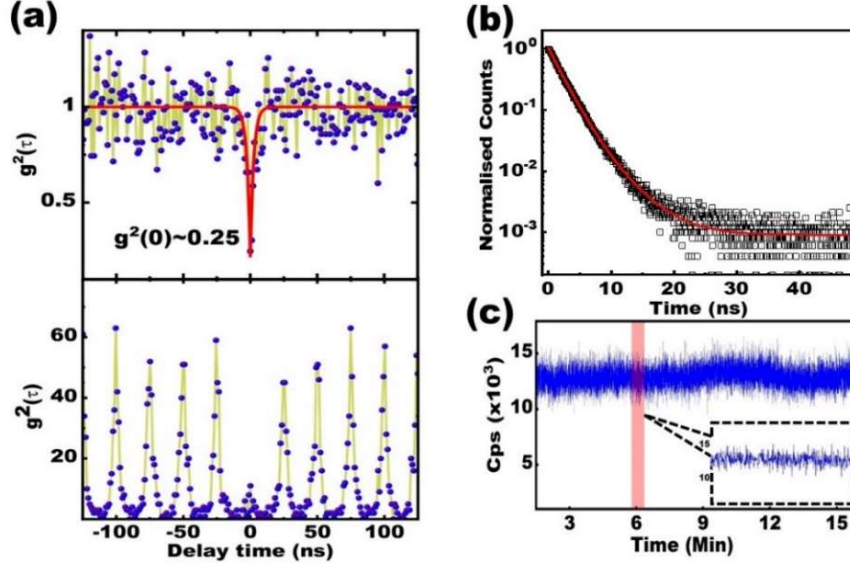 (a)
g²(τ)
1
0.5
g²(0)~0.25
g²(τ)
60
40
20
-100 -50 0 50 100
Delay time (ns)
(b)
Normalised Counts
10⁰
10⁻¹
10⁻²
10⁻³
0 10 20 30 40
Time (ns)
(c)
Cps (x10³)
15
10
5
15
10
3 6 9 12 15
Time (Min)